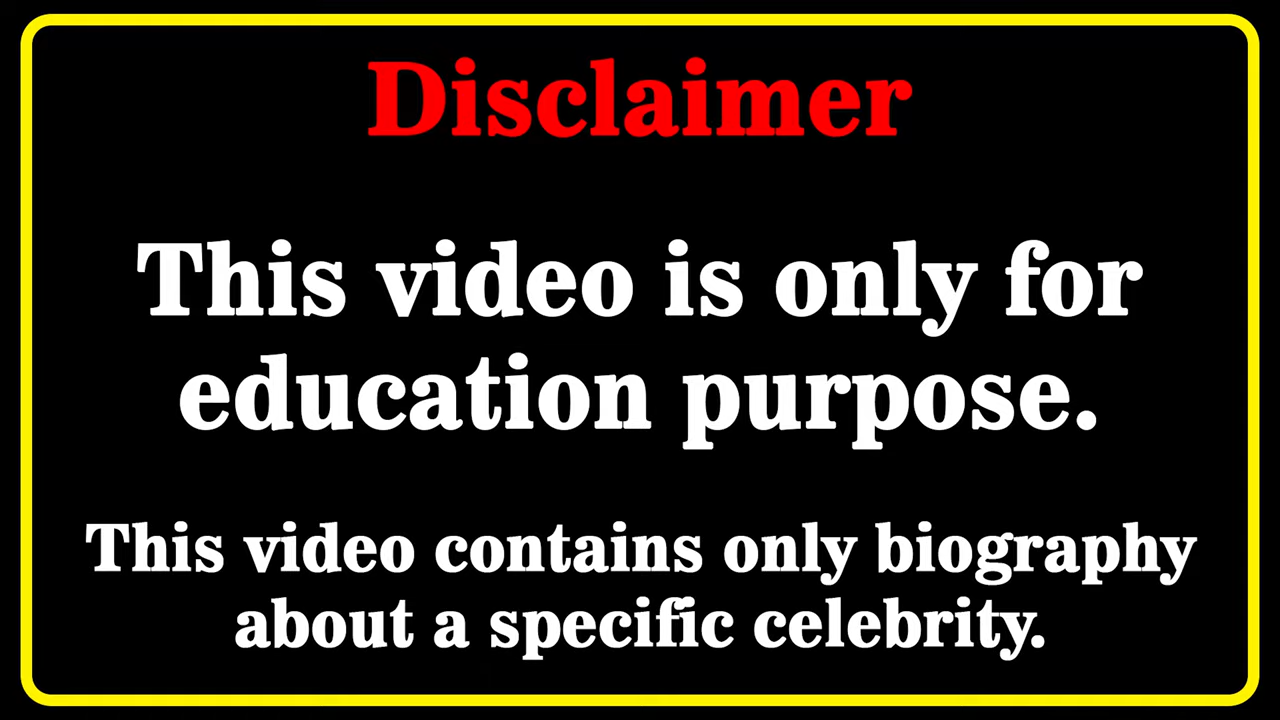 Disclaimer
This video is only for
education purpose.
This video contains only biography
about a specific celebrity.